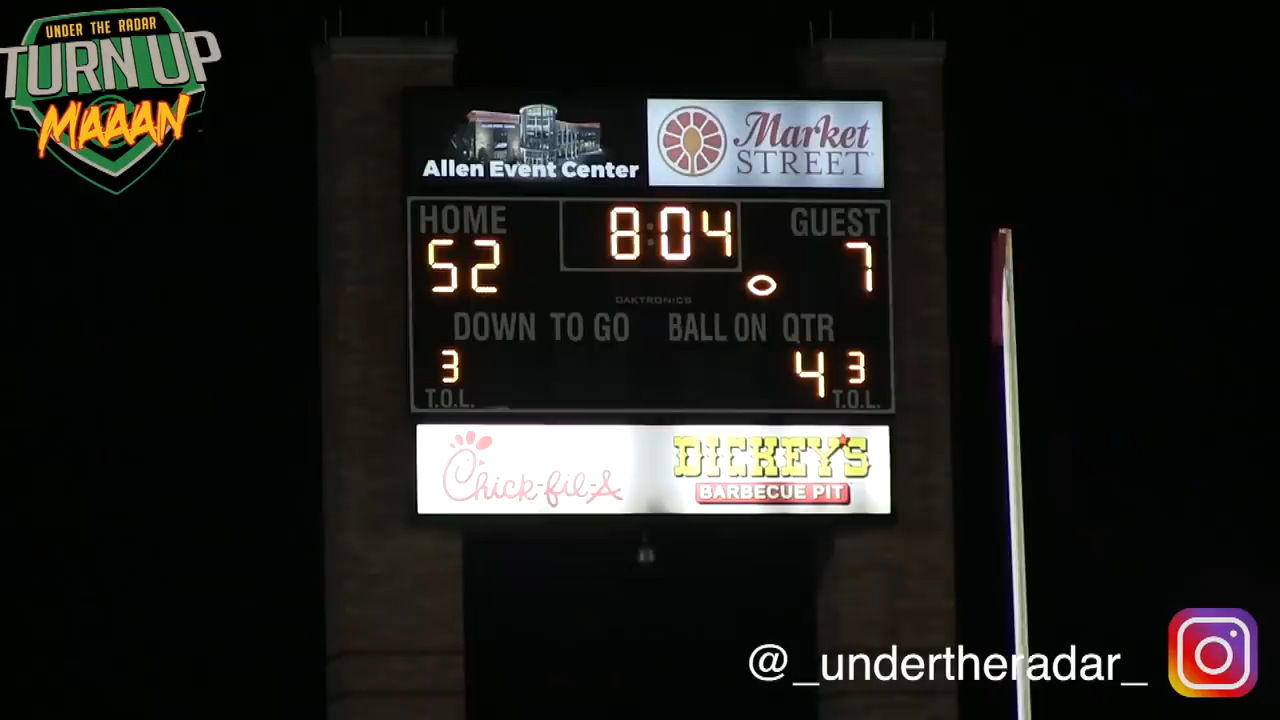 UNDER THE RADAR
TURN UP
MAAAN
Allen Event Center
Market
STREET
HOME 8:04 GUEST
52 7
DAKTRONICS
DOWN TO GO BALL ON QTR
3 4 3
T.O.L. T.O.L.
Chick-fil-A
DICKEY'S
BARBECUE PIT
@_undertheradar_